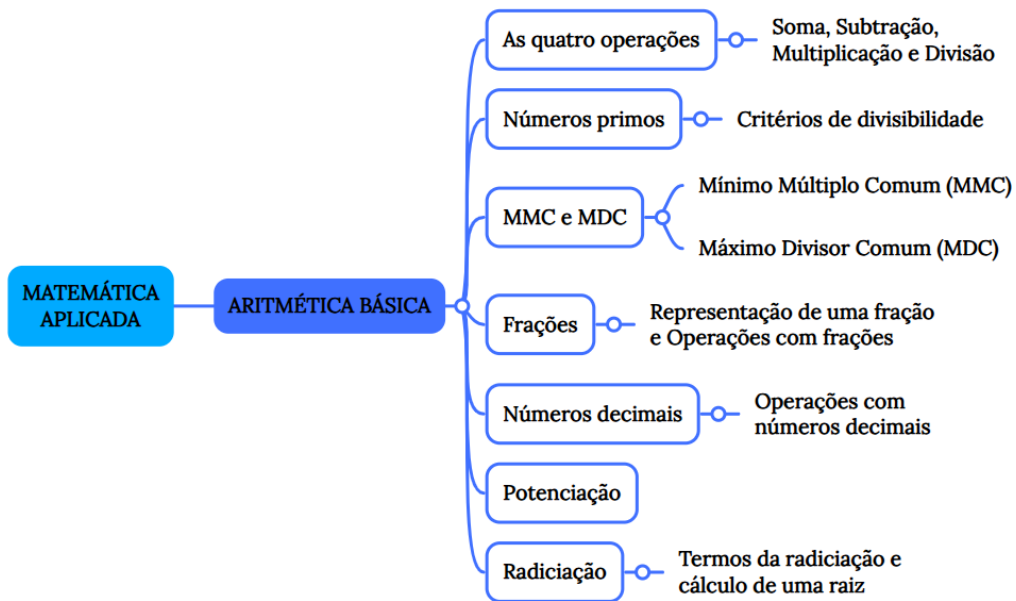 MATEMÁTICA
APLICADA
ARITMÉTICA BÁSICA
As quatro operações
Soma, Subtração,
Multiplicação e Divisão
Números primos
Critérios de divisibilidade
MMC e MDC
Mínimo Múltiplo Comum (MMC)
Máximo Divisor Comum (MDC)
Frações
Representação de uma fração
e Operações com frações
Números decimais
Operações com
números decimais
Potenciação
Radiciação
Termos da radiciação e
cálculo de uma raiz